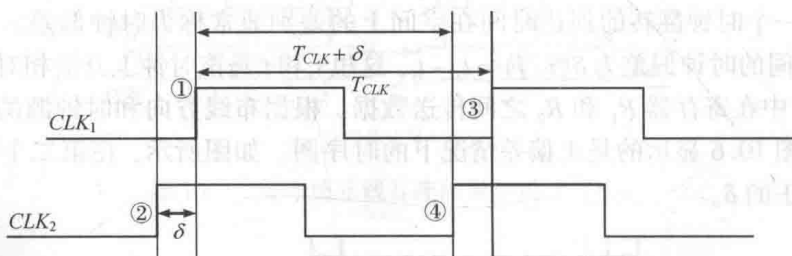 T_CLK + δ
T_CLK
①
③
CLK₁
②
④
CLK₂
δ